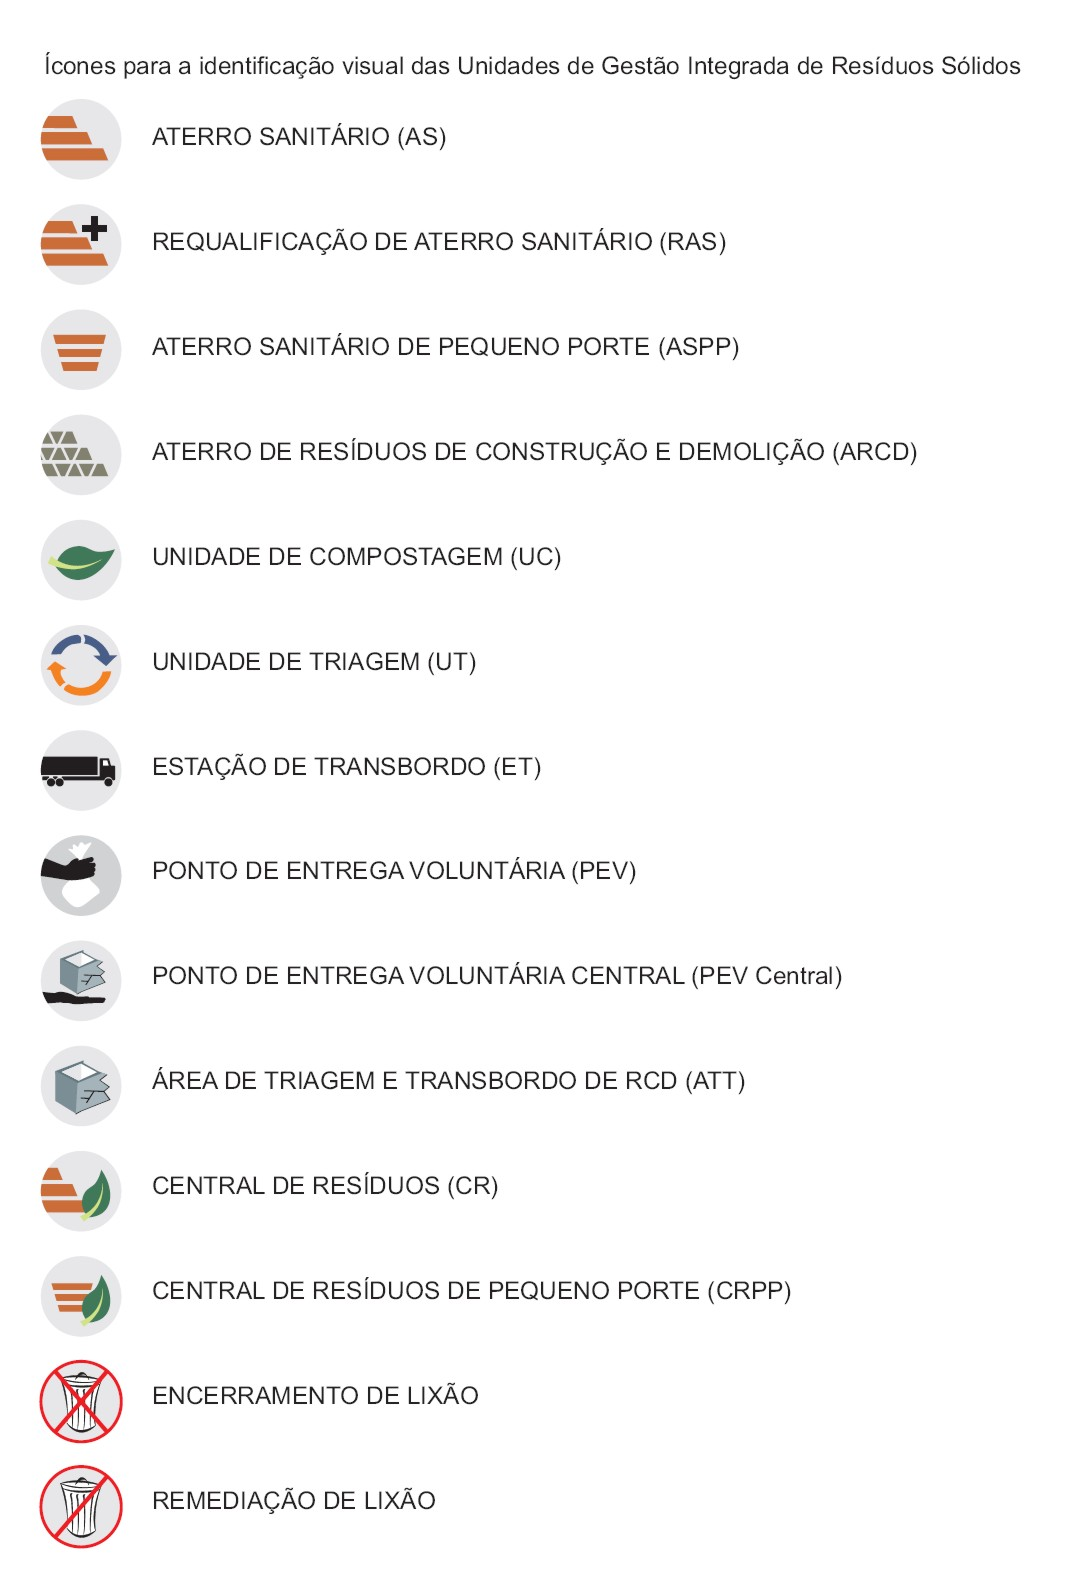 Ícones para a identificação visual das Unidades de Gestão Integrada de Resíduos Sólidos
ATERRO SANITÁRIO (AS)
REQUALIFICAÇÃO DE ATERRO SANITÁRIO (RAS)
ATERRO SANITÁRIO DE PEQUENO PORTE (ASPP)
ATERRO DE RESÍDUOS DE CONSTRUÇÃO E DEMOLIÇÃO (ARCD)
UNIDADE DE COMPOSTAGEM (UC)
UNIDADE DE TRIAGEM (UT)
ESTAÇÃO DE TRANSBORDO (ET)
PONTO DE ENTREGA VOLUNTÁRIA (PEV)
PONTO DE ENTREGA VOLUNTÁRIA CENTRAL (PEV Central)
ÁREA DE TRIAGEM E TRANSBORDO DE RCD (ATT)
CENTRAL DE RESÍDUOS (CR)
CENTRAL DE RESÍDUOS DE PEQUENO PORTE (CRPP)
ENCERRAMENTO DE LIXÃO
REMEDIAÇÃO DE LIXÃO